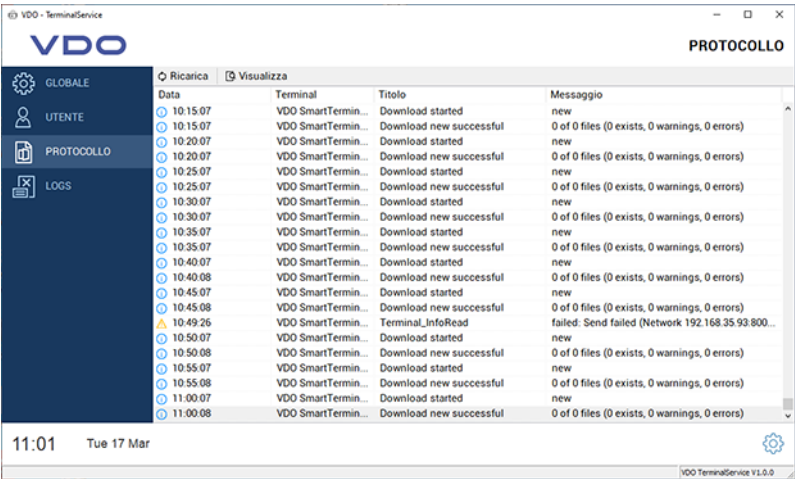 VDO - TerminalService
VDO
PROTOCOLLO
GLOBALE
UTENTE
PROTOCOLLO
LOGS
Ricarica Visualizza
Data Terminal Titolo Messaggio
10:15:07 VDO SmartTermin... Download started new
10:15:07 VDO SmartTermin... Download new successful 0 of 0 files (0 exists, 0 warnings, 0 errors)
10:20:07 VDO SmartTermin... Download started new
10:20:07 VDO SmartTermin... Download new successful 0 of 0 files (0 exists, 0 warnings, 0 errors)
10:25:07 VDO SmartTermin... Download started new
10:25:07 VDO SmartTermin... Download new successful 0 of 0 files (0 exists, 0 warnings, 0 errors)
10:30:07 VDO SmartTermin... Download started new
10:30:07 VDO SmartTermin... Download new successful 0 of 0 files (0 exists, 0 warnings, 0 errors)
10:35:07 VDO SmartTermin... Download started new
10:35:07 VDO SmartTermin... Download new successful 0 of 0 files (0 exists, 0 warnings, 0 errors)
10:40:07 VDO SmartTermin... Download started new
10:40:08 VDO SmartTermin... Download new successful 0 of 0 files (0 exists, 0 warnings, 0 errors)
10:45:07 VDO SmartTermin... Download started new
10:45:08 VDO SmartTermin... Download new successful 0 of 0 files (0 exists, 0 warnings, 0 errors)
10:49:26 VDO SmartTermin... Terminal_InfoRead failed: Send failed (Network 192.168.35.93:800...
10:50:07 VDO SmartTermin... Download started new
10:50:08 VDO SmartTermin... Download new successful 0 of 0 files (0 exists, 0 warnings, 0 errors)
10:55:07 VDO SmartTermin... Download started new
10:55:08 VDO SmartTermin... Download new successful 0 of 0 files (0 exists, 0 warnings, 0 errors)
11:00:07 VDO SmartTermin... Download started new
11:00:08 VDO SmartTermin... Download new successful 0 of 0 files (0 exists, 0 warnings, 0 errors)
11:01 Tue 17 Mar
VDO TerminalService V1.0.0